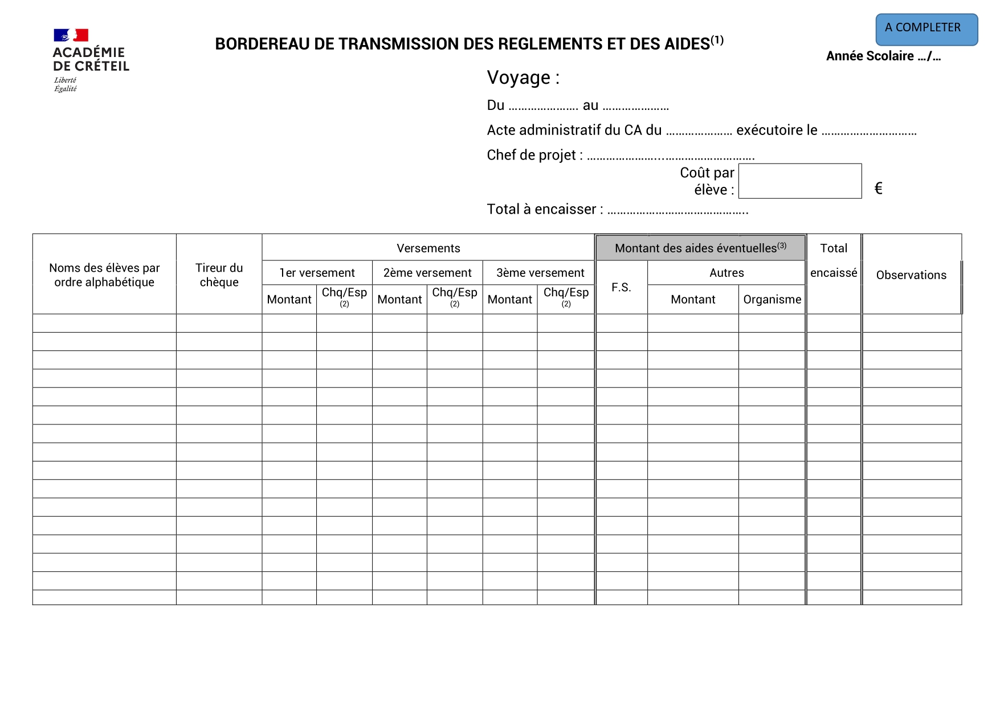 A COMPLETER
BORDEREAU DE TRANSMISSION DES REGLEMENTS ET DES AIDES(1)
Année Scolaire …/…
ACADÉMIE
DE CRÉTEIL
Liberté
Égalité
Voyage :
Du …………………. au …………………
Acte administratif du CA du ………………… exécutoire le …………………………
Chef de projet : …………………...……………………….
Coût par
élève :
€
Total à encaisser : ……………………………………..
Noms des élèves par
ordre alphabétique
Tireur du
chèque
Versements
Montant des aides éventuelles(3)
Total
encaissé
Observations
1er versement
2ème versement
3ème versement
F.S.
Autres
Montant
Chq/Esp
(2)
Montant
Chq/Esp
(2)
Montant
Chq/Esp
(2)
Montant
Organisme